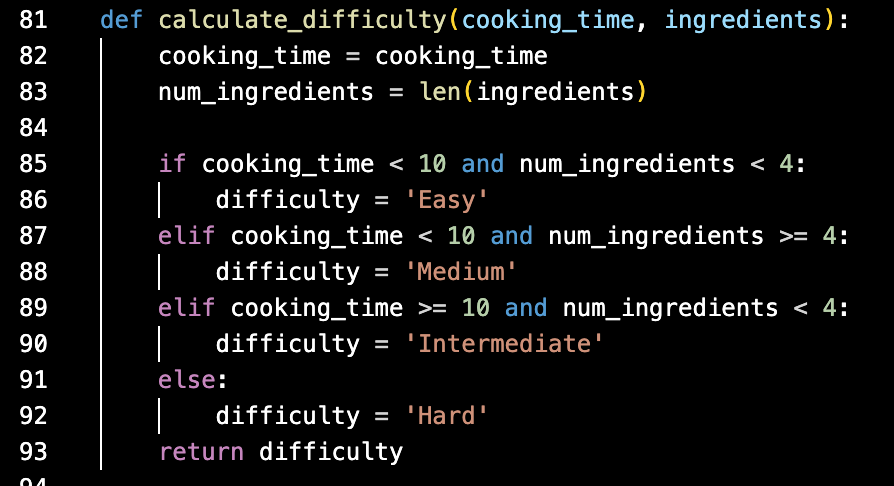 81 def calculate_difficulty(cooking_time, ingredients):
82     cooking_time = cooking_time
83     num_ingredients = len(ingredients)
84
85     if cooking_time < 10 and num_ingredients < 4:
86         difficulty = 'Easy'
87     elif cooking_time < 10 and num_ingredients >= 4:
88         difficulty = 'Medium'
89     elif cooking_time >= 10 and num_ingredients < 4:
90         difficulty = 'Intermediate'
91     else:
92         difficulty = 'Hard'
93     return difficulty
94